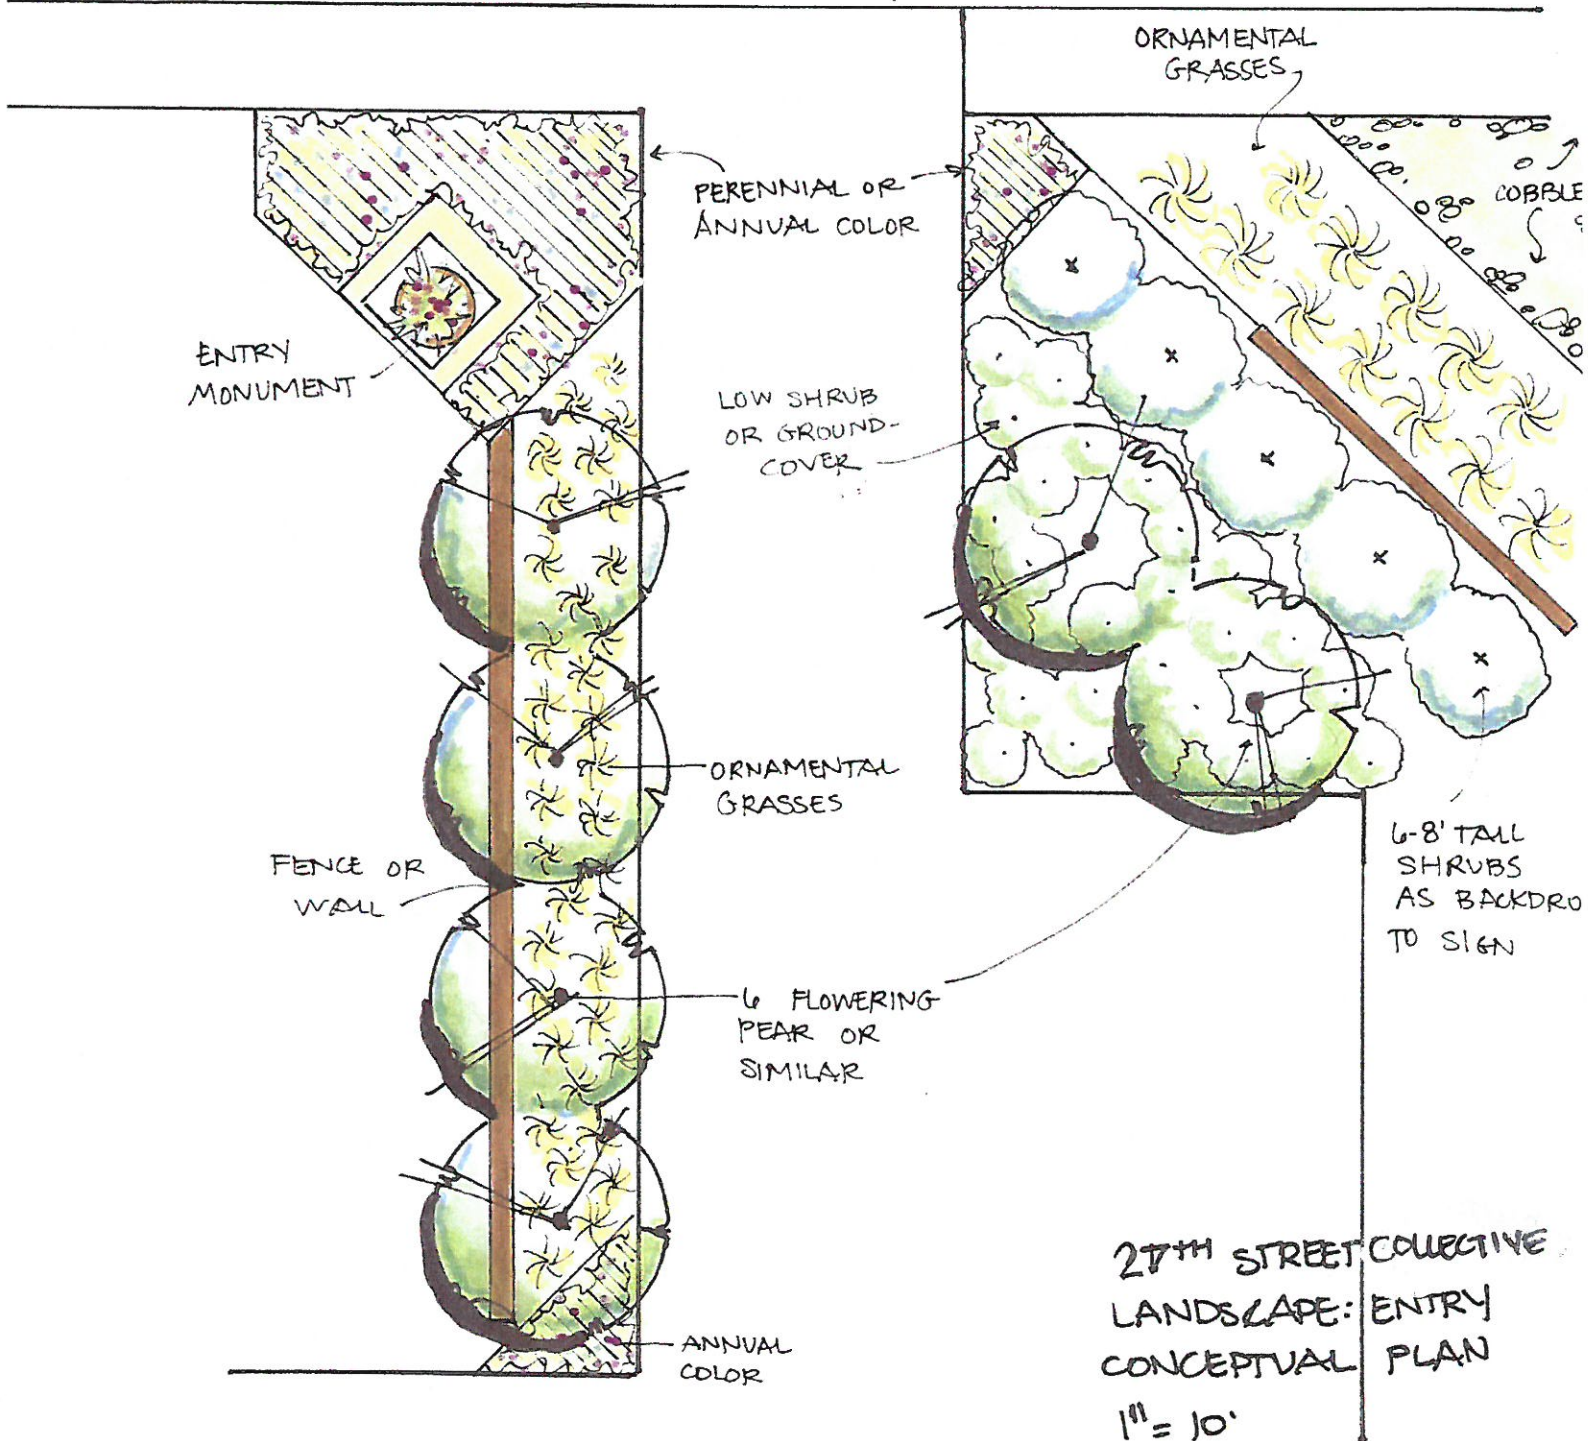 ORNAMENTAL
GRASSES
COBBLE
PERENNIAL OR
ANNUAL COLOR
ENTRY
MONUMENT
LOW SHRUB
OR GROUND-
COVER
ORNAMENTAL
GRASSES
FENCE OR
WALL
6-8' TALL
SHRUBS
AS BACKDRO
TO SIGN
6 FLOWERING
PEAR OR
SIMILAR
ANNUAL
COLOR
STREET COLLECTIVE
LANDSCAPE: ENTRY
CONCEPTUAL PLAN
1" = 10'